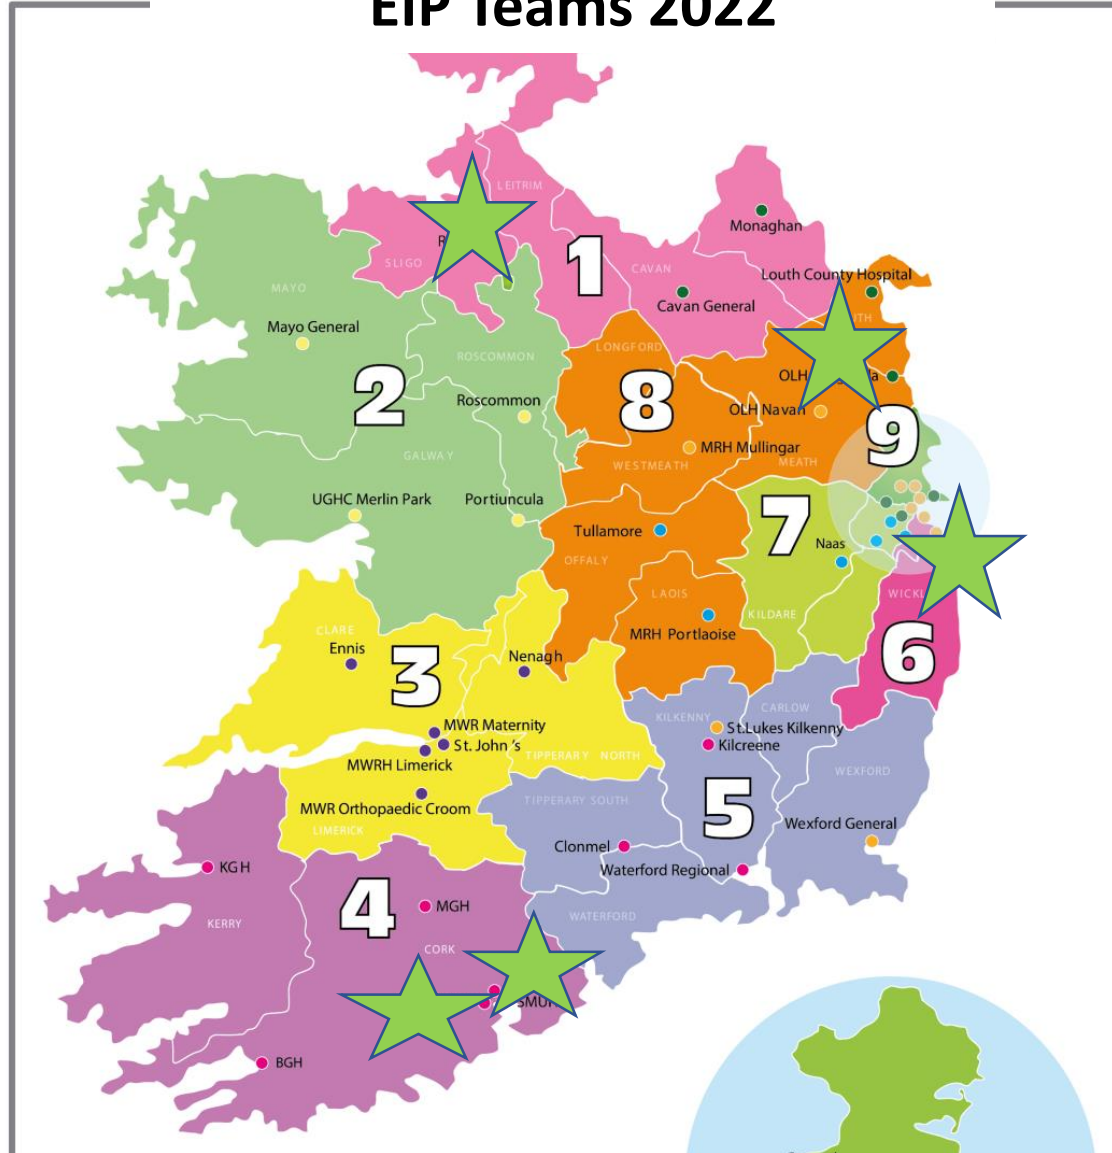 EIP Teams 2022
LEITRIM
Monaghan
R
1
SLIGO
CAVAN
Louth County Hospital
MAYO
Cavan General
ITH
Mayo General
LONGFORD
ROSCOMMON
OLH
a
2
8
Roscommon
OLH Navan
9
MRH Mullingar
GALWAY
WESTMEATH
MEATH
UGHC Merlin Park
Portiuncula
7
Tullamore
Naas
OFFALY
LAOIS
WICKL
KILDARE
CLARE
MRH Portlaoise
Ennis
6
3
Nenagh
KILKENNY
CARLOW
MWR Maternity
St.Lukes Kilkenny
St. John 's
Kilcreene
TIPPERARY NORTH
MWRH Limerick
WEXFORD
TIPPERARY SOUTH
MWR Orthopaedic Croom
5
Wexford General
LIMERICK
Clonmel
KGH
Waterford Regional
4
MGH
WATERFORD
KERRY
CORK
SMU
BGH